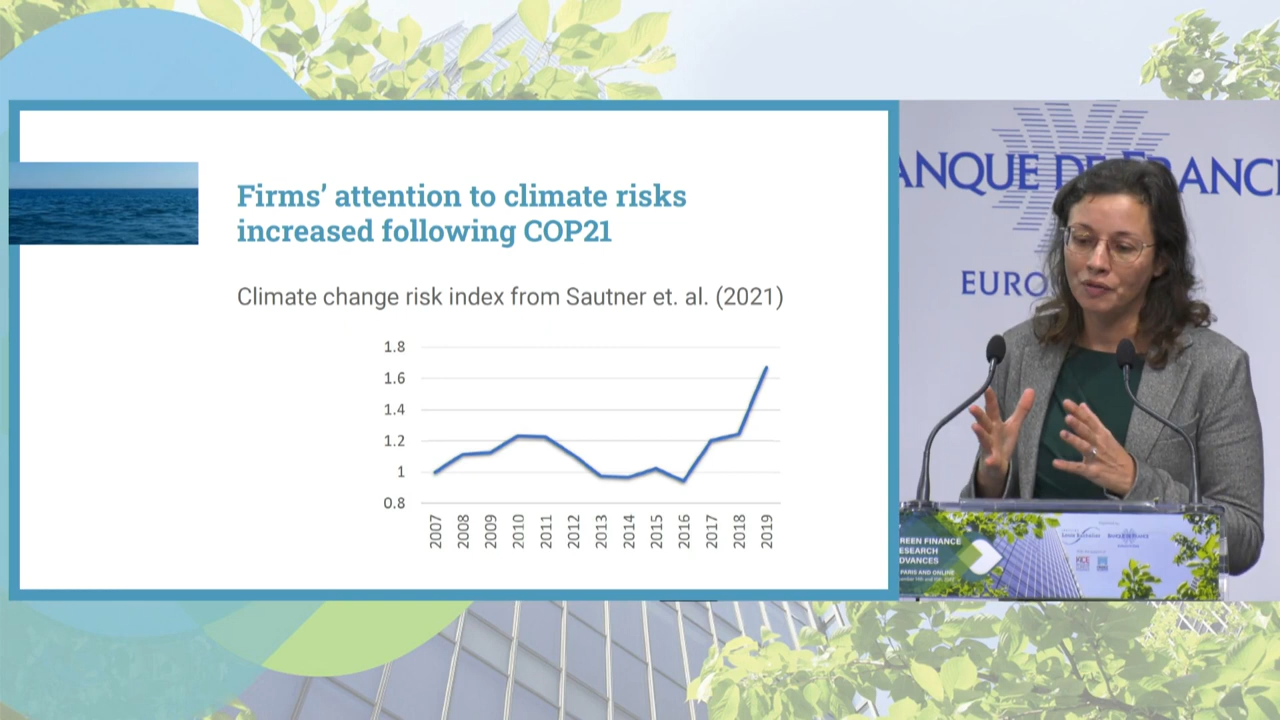 Firms’ attention to climate risks
increased following COP21
Climate change risk index from Sautner et. al. (2021)
1.8
1.6
1.4
1.2
1
0.8
2007
2008
2009
2010
2011
2012
2013
2014
2015
2016
2017
2018
2019
ANQUE DE FRANC
EURO
REEN FINANCE
ESEARCH
DVANCES
PARIS AND ONLINE